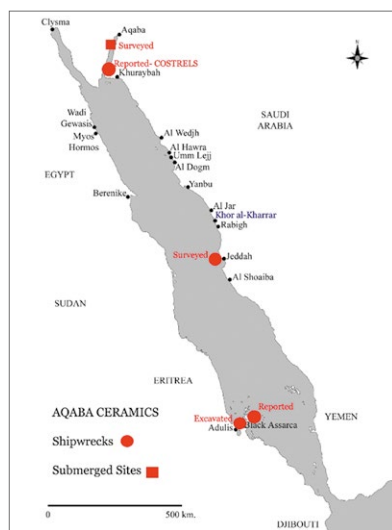 Clysma
Aqaba
Surveyed
Reported- COSTRELS
Khuraybah
SAUDI
ARABIA
Wadi
Gewasis
Myos
Hormos
Al Wedjh
Al Hawra
Umm Lejj
Al Dogm
EGYPT
Yanbu
Berenike
Al Jar
Khor al-Kharrar
Rabigh
Surveyed
Jeddah
Al Shoaiba
SUDAN
ERITREA
AQABA CERAMICS
Reported
Excavated
Black Assarca
Adulis
YEMEN
Shipwrecks
Submerged Sites
0
500 km.
DJIBOUTI